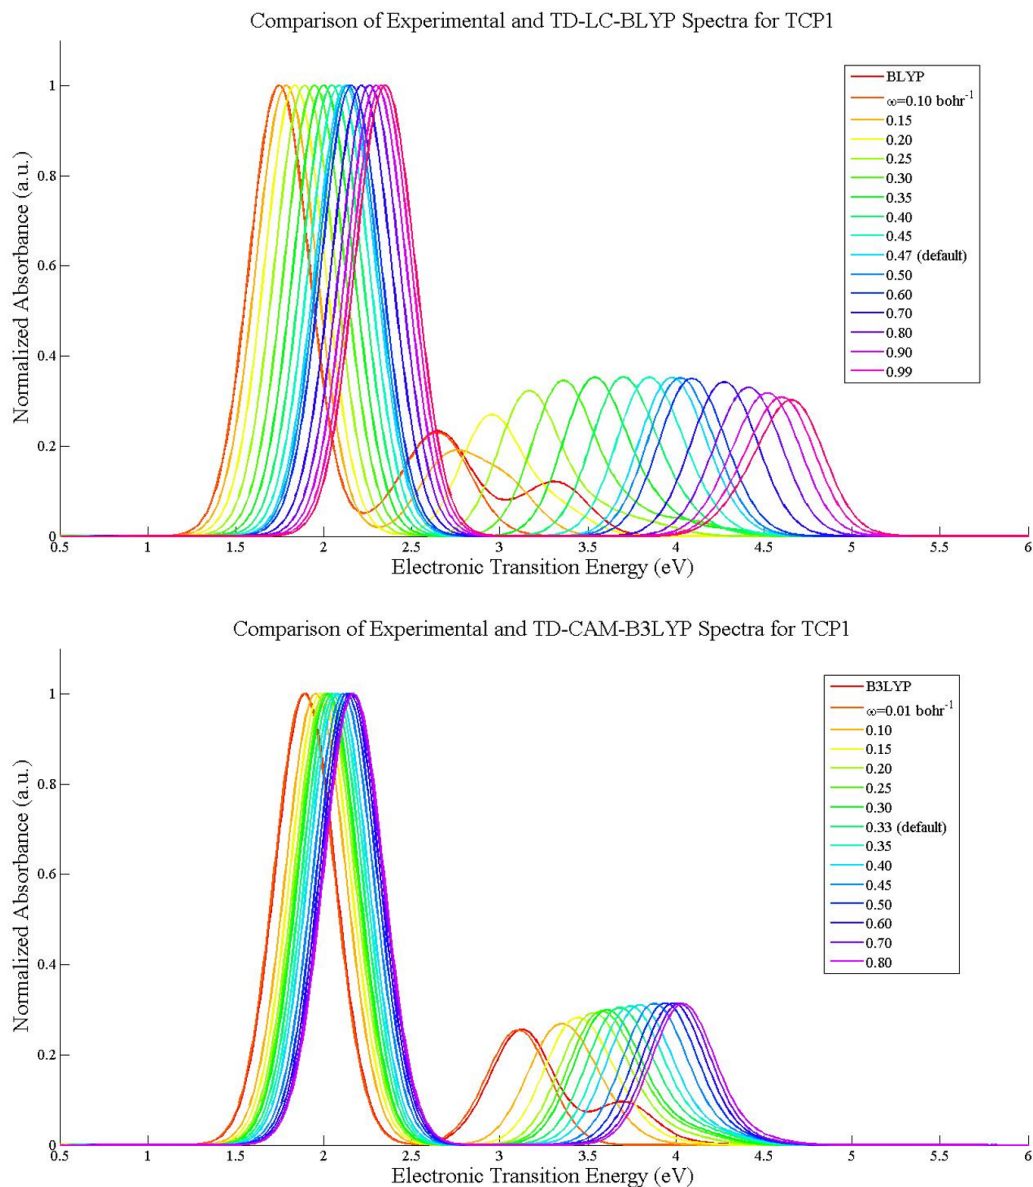 Comparison of Experimental and TD-LC-BLYP Spectra for TCP1
Normalized Absorbance (a.u.)
1
0.8
0.6
0.4
0.2
0
0.5 1 1.5 2 2.5 3 3.5 4 4.5 5 5.5 6
Electronic Transition Energy (eV)
BLYP
ω=0.10 bohr⁻¹
0.15
0.20
0.25
0.30
0.35
0.40
0.45
0.47 (default)
0.50
0.60
0.70
0.80
0.90
0.99
Comparison of Experimental and TD-CAM-B3LYP Spectra for TCP1
Normalized Absorbance (a.u.)
1
0.8
0.6
0.4
0.2
0
0.5 1 1.5 2 2.5 3 3.5 4 4.5 5 5.5 6
Electronic Transition Energy (eV)
B3LYP
ω=0.01 bohr⁻¹
0.10
0.15
0.20
0.25
0.30
0.33 (default)
0.35
0.40
0.45
0.50
0.60
0.70
0.80